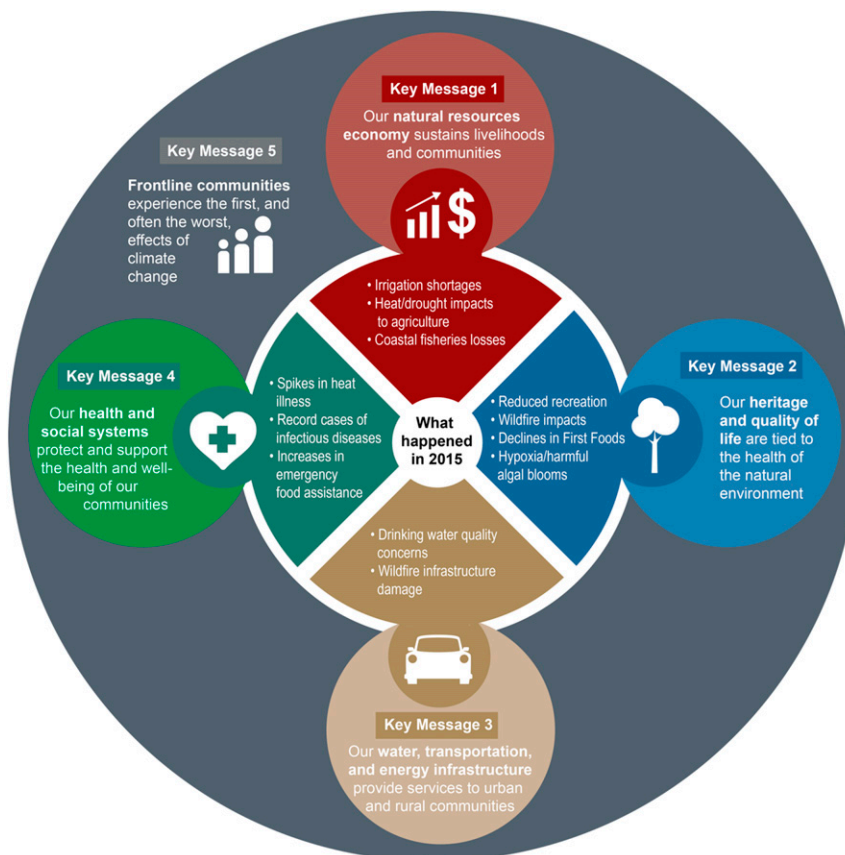 Key Message 1
Our natural resources
economy sustains livelihoods
and communities
$
Key Message 5
Frontline communities
experience the first, and
often the worst,
effects of
climate
change
• Irrigation shortages
• Heat/drought impacts
to agriculture
• Coastal fisheries losses
Key Message 4
Our health and
social systems
protect and support
the health and well-
being of our
communities
• Spikes in heat
illness
• Record cases of
infectious diseases
• Increases in
emergency
food assistance
What
happened
in 2015
• Reduced recreation
• Wildfire impacts
• Declines in First Foods
• Hypoxia/harmful
algal blooms
Key Message 2
Our heritage
and quality of
life are tied to
the health of
the natural
environment
• Drinking water quality
concerns
• Wildfire infrastructure
damage
Key Message 3
Our water, transportation,
and energy infrastructure
provide services to urban
and rural communities